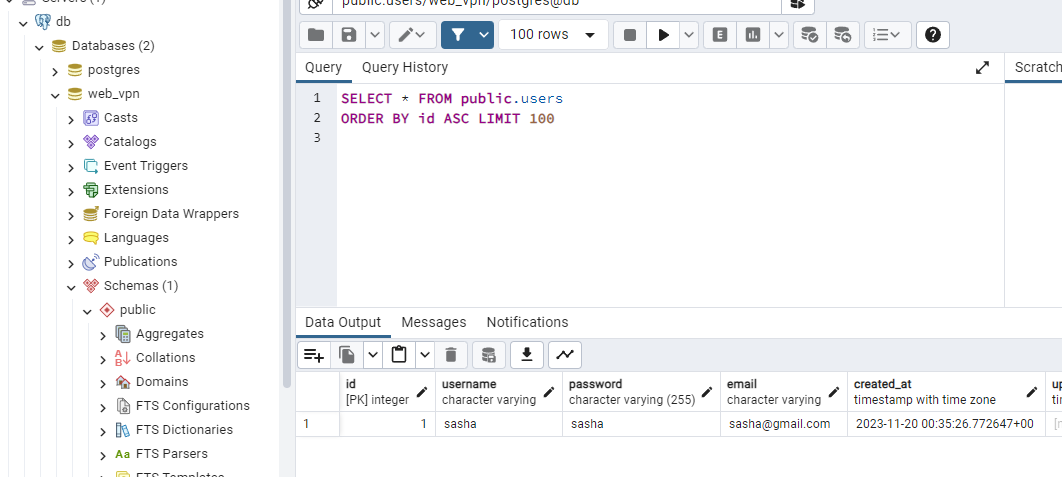 Servers (1)
db
Databases (2)
postgres
web_vpn
Casts
Catalogs
Event Triggers
Extensions
Foreign Data Wrappers
Languages
Publications
Schemas (1)
public
Aggregates
Collations
Domains
FTS Configurations
FTS Dictionaries
Aa FTS Parsers
FTS Templates
public.users/web_vpn/postgres@db
100 rows
E
Query Query History
Scratch
1 SELECT * FROM public.users
2 ORDER BY id ASC LIMIT 100
3
Data Output Messages Notifications
id username password email created_at up
[PK] integer character varying character varying (255) character varying timestamp with time zone tin
1 1 sasha sasha sasha@gmail.com 2023-11-20 00:35:26.772647+00